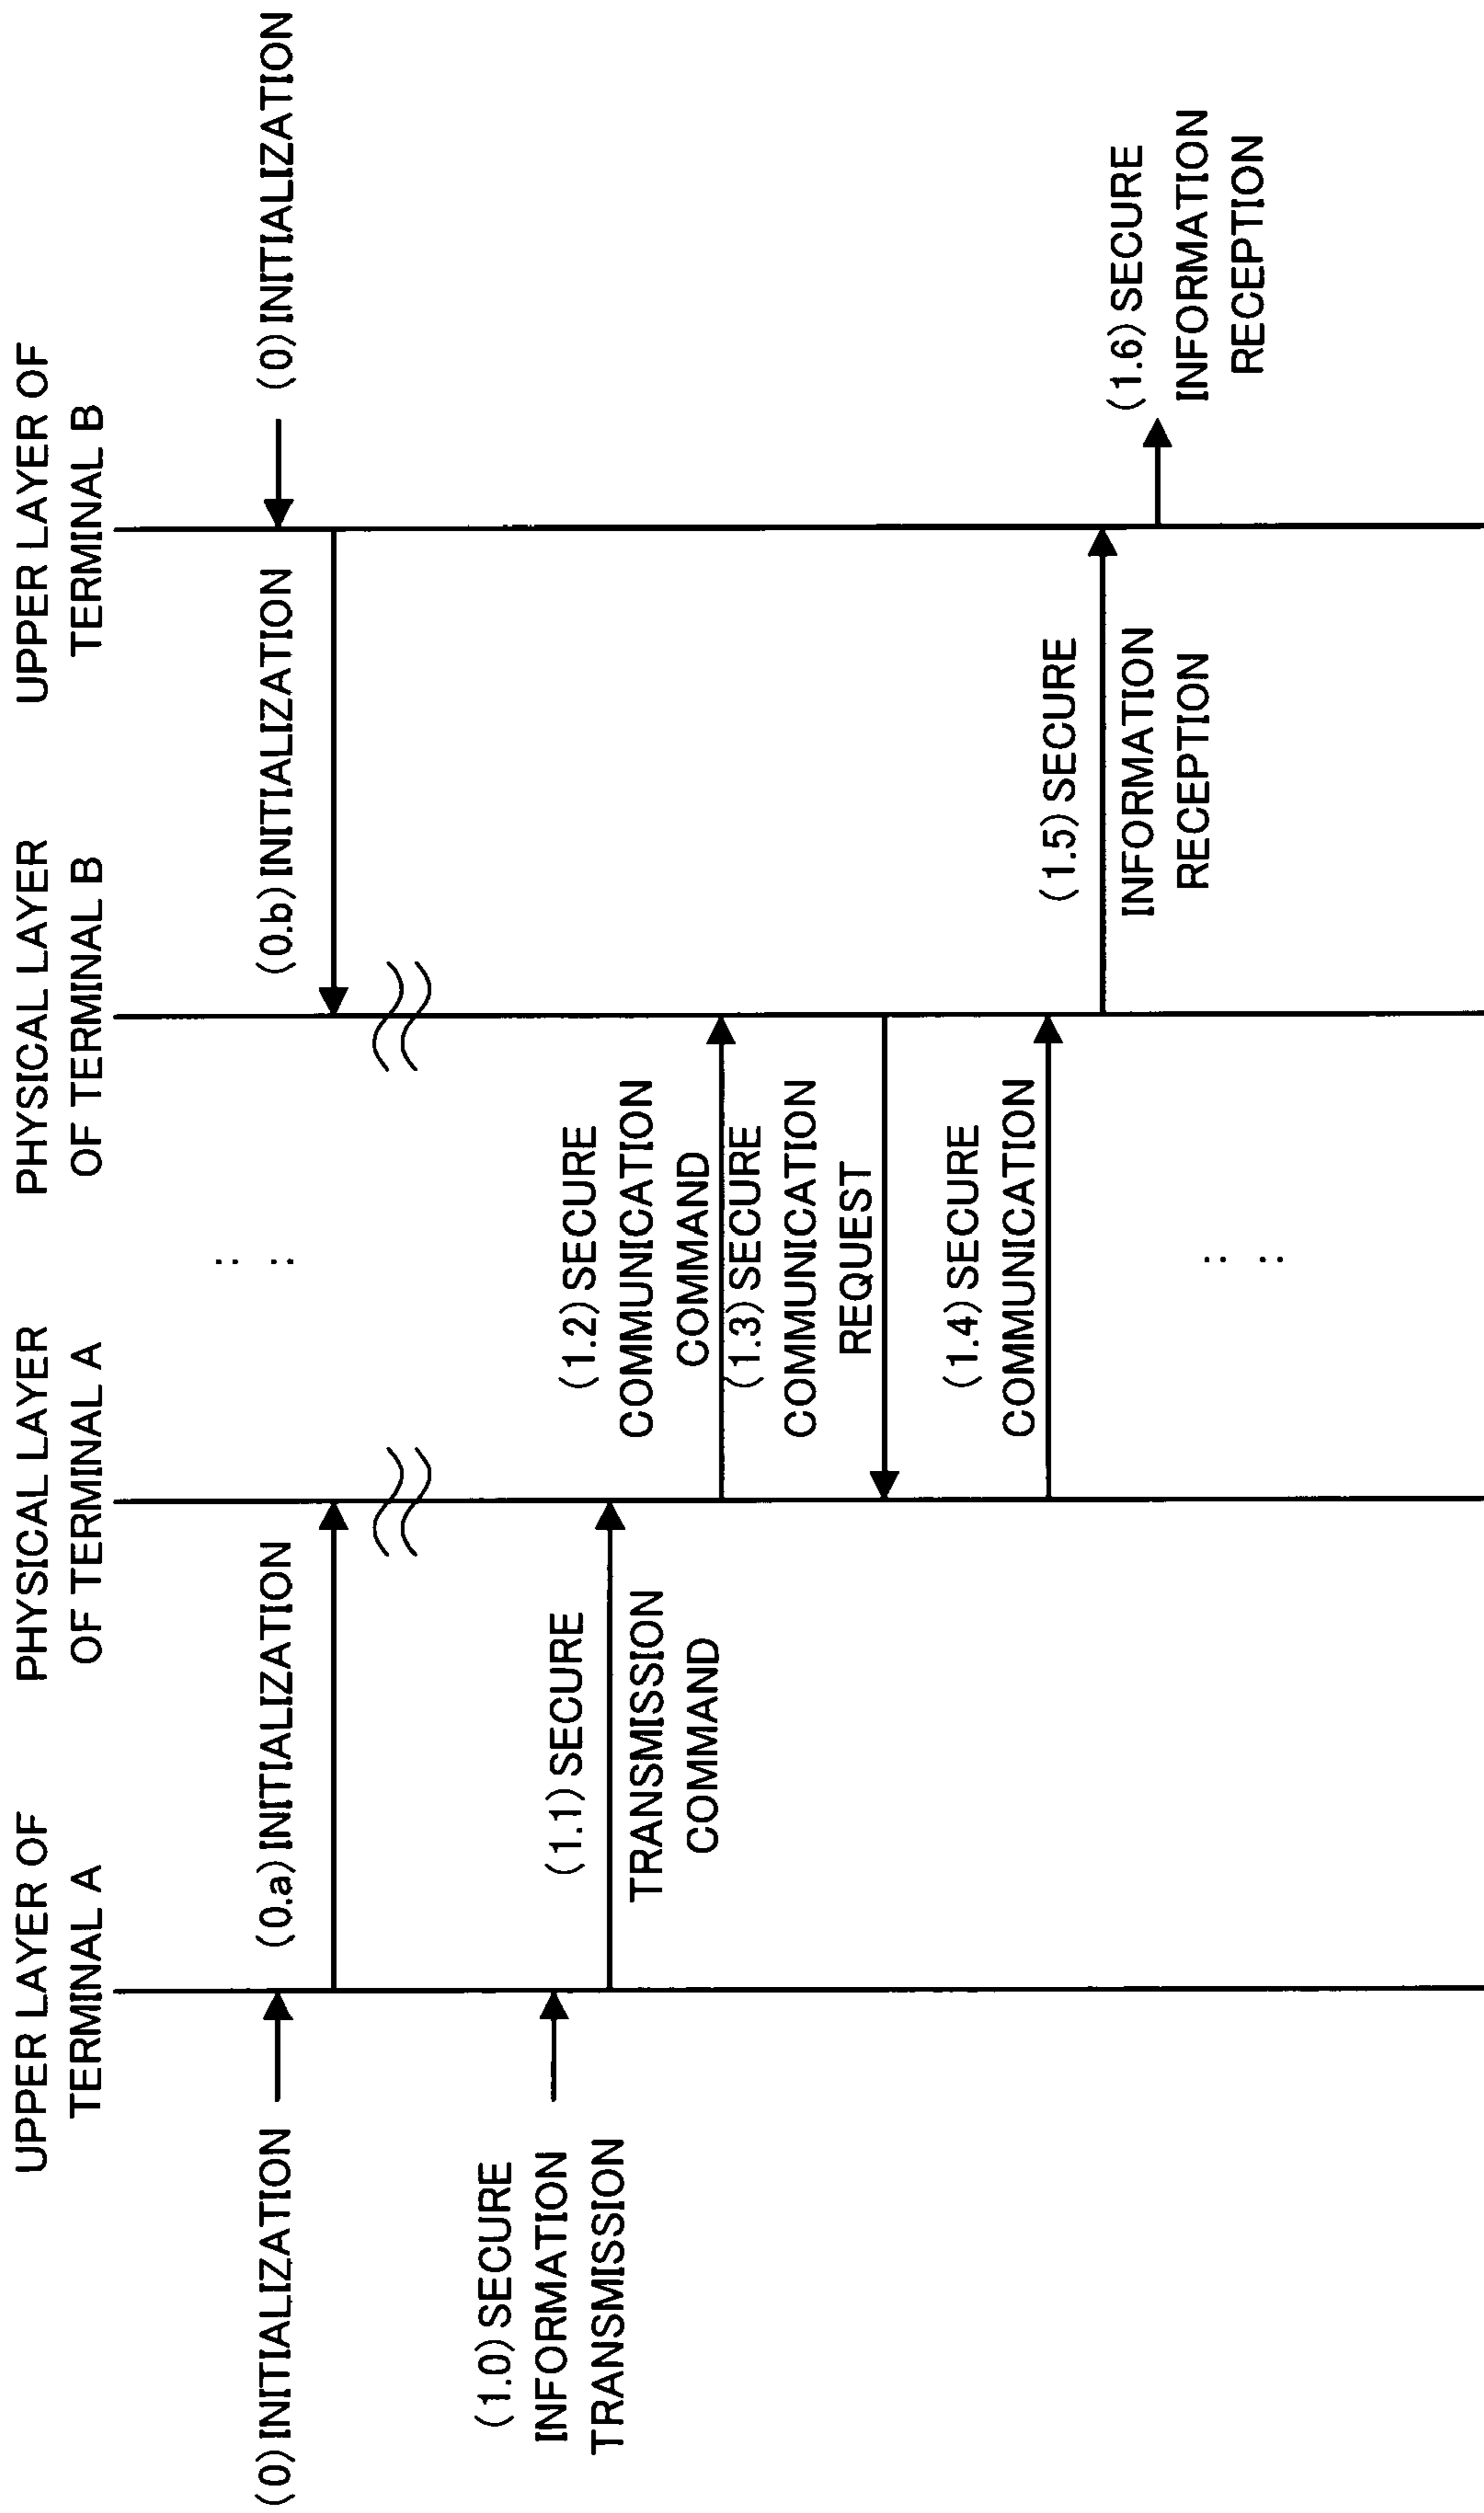 UPPER LAYER OF
TERMINAL A
PHYSICAL LAYER
OF TERMINAL A
PHYSICAL LAYER
OF TERMINAL B
UPPER LAYER OF
TERMINAL B
(0) INITIALIZATION
(0.a) INITIALIZATION
(0.b) INITIALIZATION
(0) INITIALIZATION
(1.0) SECURE
INFORMATION
TRANSMISSION
(1.1) SECURE
TRANSMISSION
COMMAND
(1.2) SECURE
COMMUNICATION
COMMAND
(1.3) SECURE
COMMUNICATION
REQUEST
(1.4) SECURE
COMMUNICATION
(1.5) SECURE
INFORMATION
RECEPTION
(1.6) SECURE
INFORMATION
RECEPTION